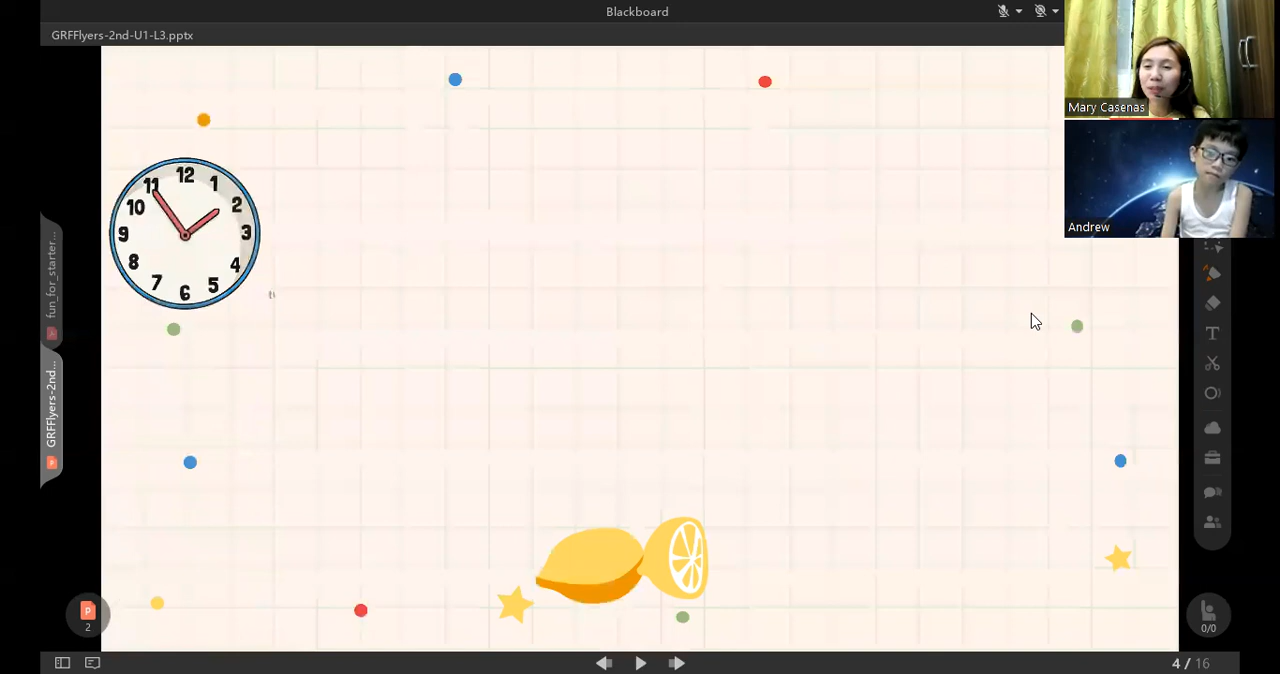 Blackboard
GRFFlyers-2nd-U1-L3.pptx
Mary Casenas
Andrew
12
11
1
10
2
9
3
8
4
7
5
6
fun_for_starter...
GRFFlyers-2nd...
P
2
T
0/0
4 / 16